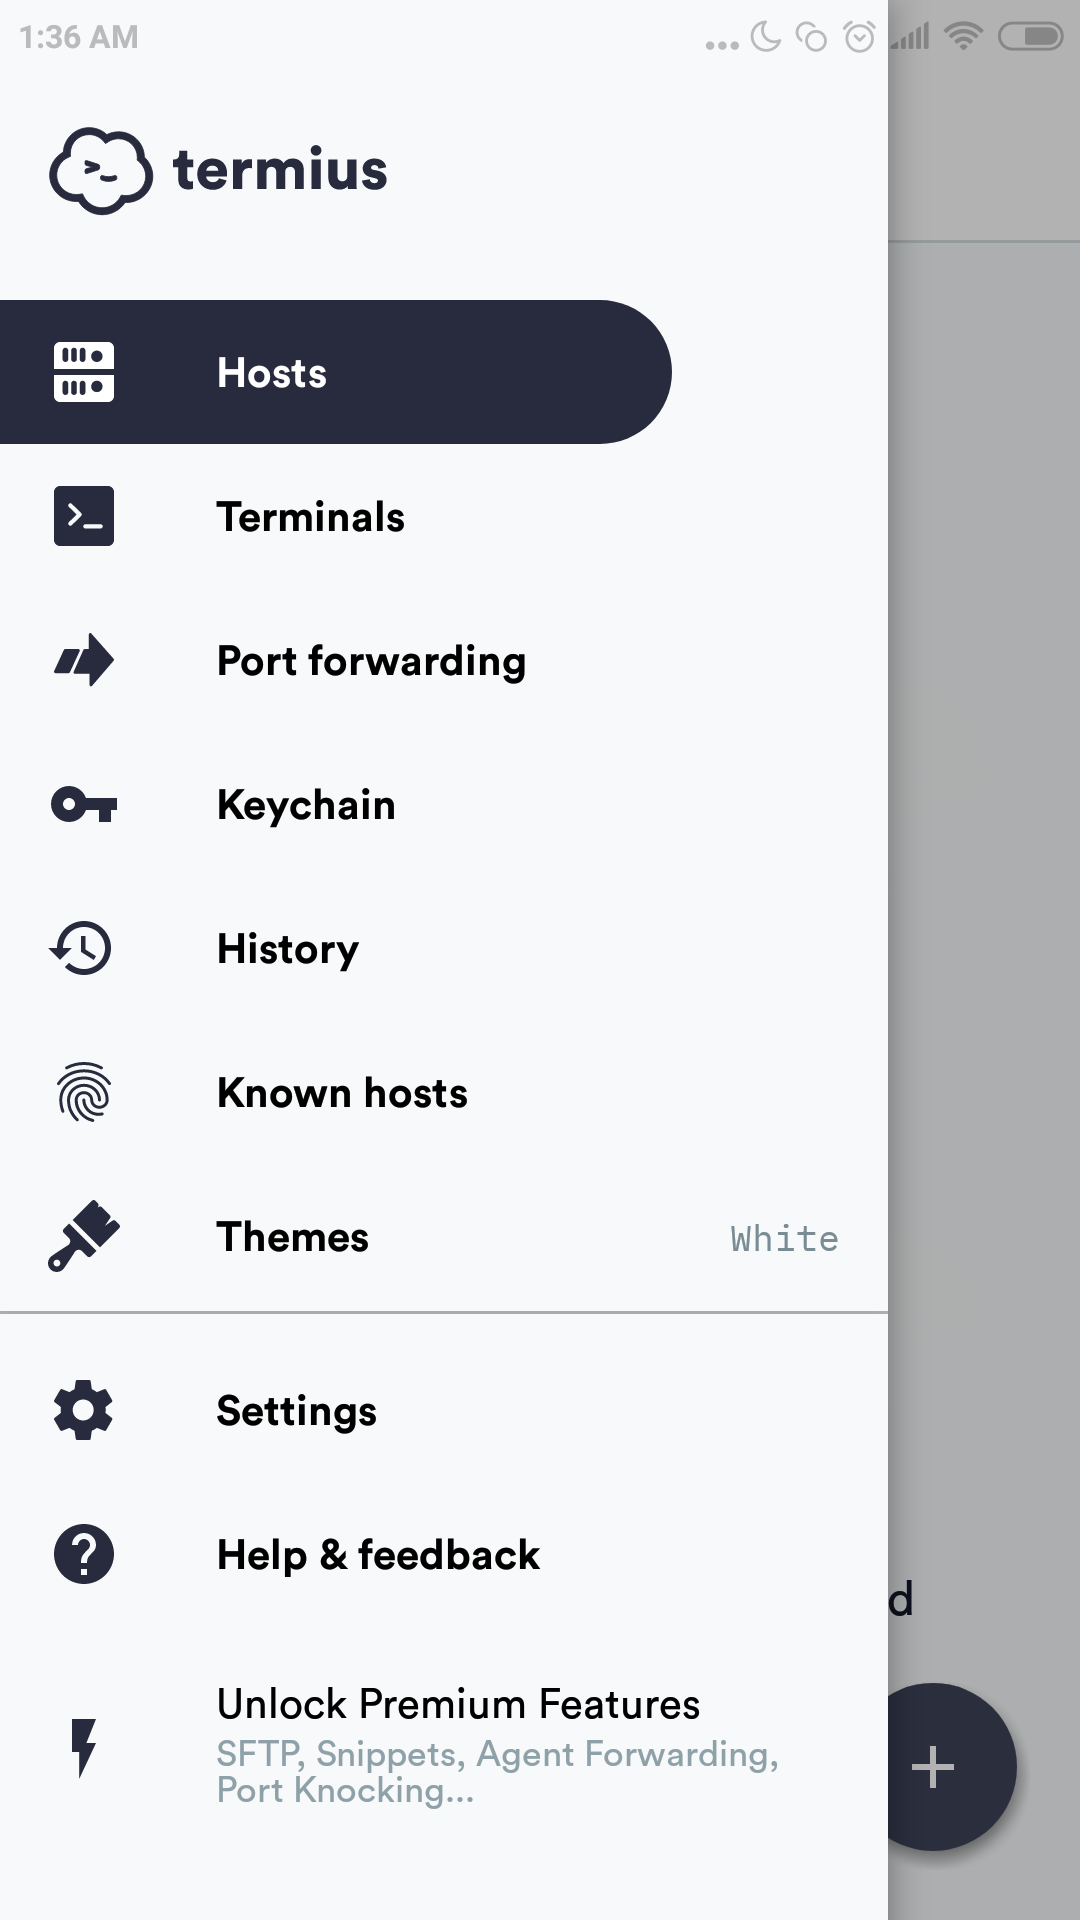 1:36 AM
termius
Hosts
Terminals
Port forwarding
Keychain
History
Known hosts
Themes White
Settings
Help & feedback
d
Unlock Premium Features
SFTP, Snippets, Agent Forwarding,
Port Knocking...